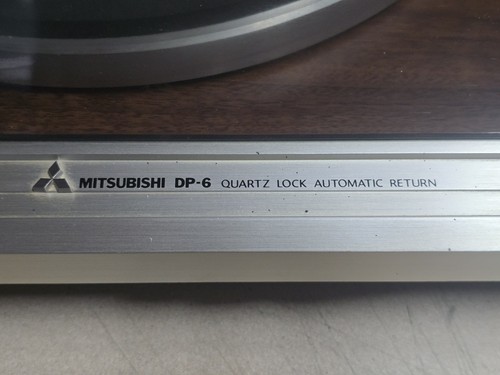 MITSUBISHI DP-6 QUARTZ LOCK AUTOMATIC RETURN